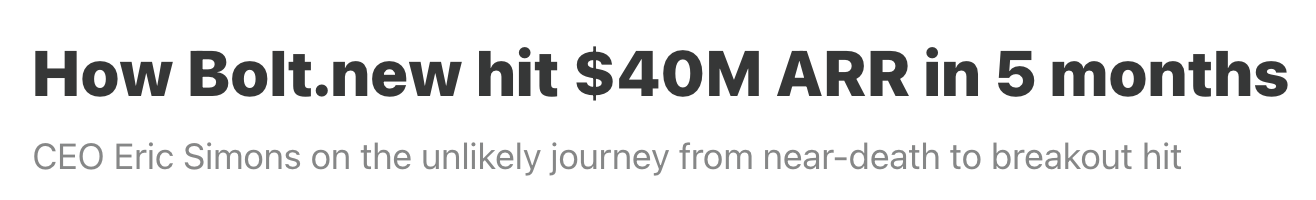 How Bolt.new hit $40M ARR in 5 months
CEO Eric Simons on the unlikely journey from near-death to breakout hit